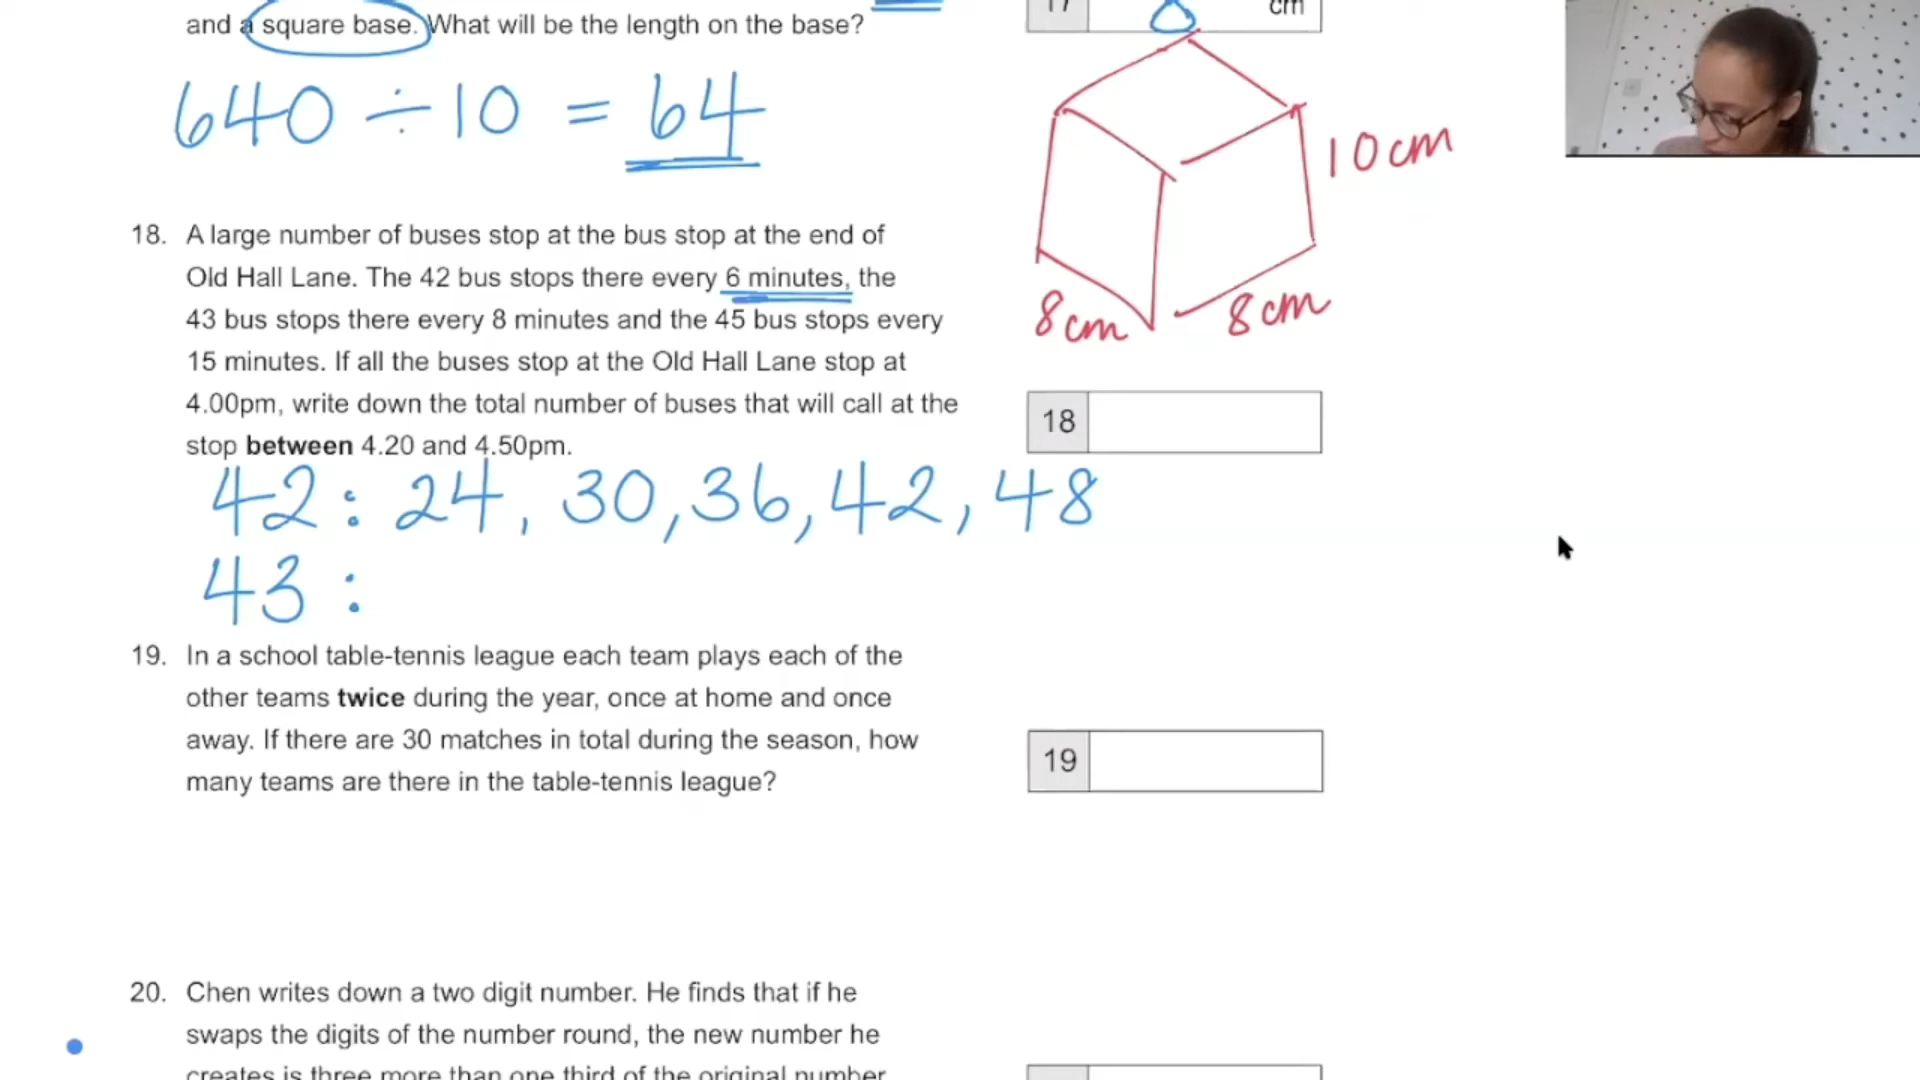 and a square base. What will be the length on the base?
17 8 cm
640 ÷ 10 = 64
10cm
8cm 8cm
18. A large number of buses stop at the bus stop at the end of
Old Hall Lane. The 42 bus stops there every 6 minutes, the
43 bus stops there every 8 minutes and the 45 bus stops every
15 minutes. If all the buses stop at the Old Hall Lane stop at
4.00pm, write down the total number of buses that will call at the
stop between 4.20 and 4.50pm.
18
42: 24, 30, 36, 42, 48
43:
19. In a school table-tennis league each team plays each of the
other teams twice during the year, once at home and once
away. If there are 30 matches in total during the season, how
many teams are there in the table-tennis league?
19
20. Chen writes down a two digit number. He finds that if he
swaps the digits of the number round, the new number he
creates is three more than one third of the original number